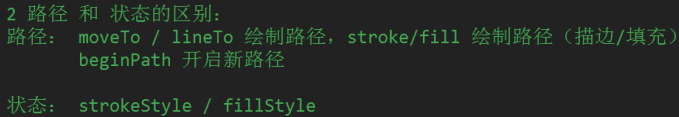 2 路径 和 状态的区别：
路径： moveTo / lineTo 绘制路径，stroke/fill 绘制路径（描边/填充）
beginPath 开启新路径
状态： strokeStyle / fillStyle